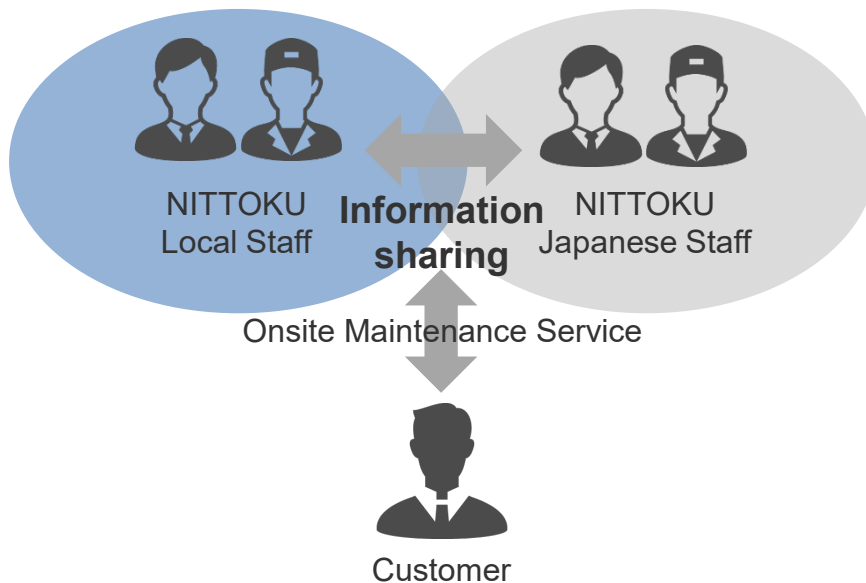 NITTOKU
Local Staff
Information
sharing
NITTOKU
Japanese Staff
Onsite Maintenance Service
Customer